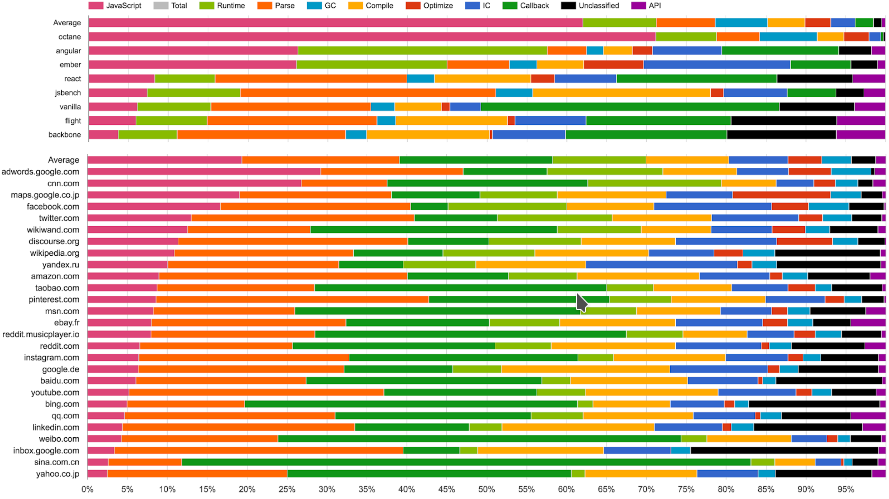 JavaScript Total Runtime Parse GC Compile Optimize IC Callback Unclassified API
Average
octane
angular
ember
react
jsbench
vanilla
flight
backbone
Average
adwords.google.com
cnn.com
maps.google.co.jp
facebook.com
twitter.com
wikiwand.com
discourse.org
wikipedia.org
yandex.ru
amazon.com
taobao.com
pinterest.com
msn.com
ebay.fr
reddit.musicplayer.io
reddit.com
instagram.com
google.de
baidu.com
youtube.com
bing.com
qq.com
linkedin.com
weibo.com
inbox.google.com
sina.com.cn
yahoo.co.jp
0% 5% 10% 15% 20% 25% 30% 35% 40% 45% 50% 55% 60% 65% 70% 75% 80% 85% 90% 95%